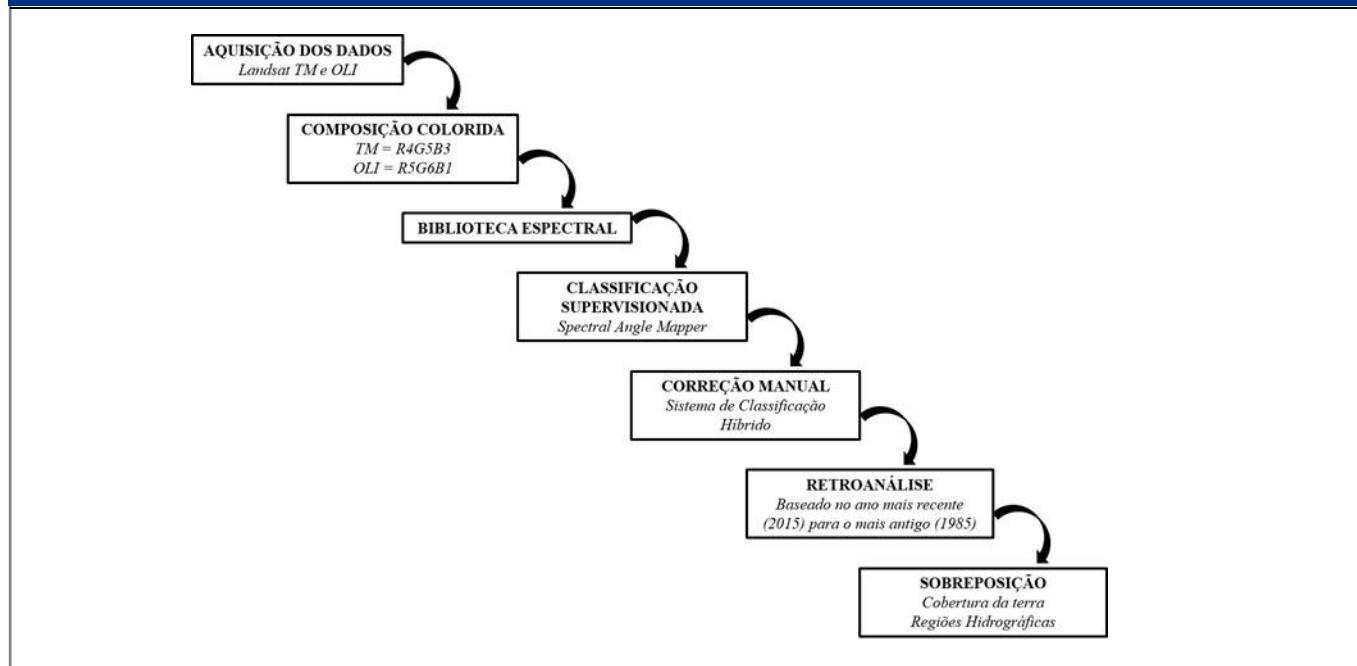 AQUISIÇÃO DOS DADOS
Landsat TM e OLI
COMPOSIÇÃO COLORIDA
TM = R4G5B3
OLI = R5G6B1
BIBLIOTECA ESPECTRAL
CLASSIFICAÇÃO
SUPERVISIONADA
Spectral Angle Mapper
CORREÇÃO MANUAL
Sistema de Classificação
Híbrido
RETROANÁLISE
Baseado no ano mais recente
(2015) para o mais antigo (1985)
SOBREPOSIÇÃO
Cobertura da terra
Regiões Hidrográficas